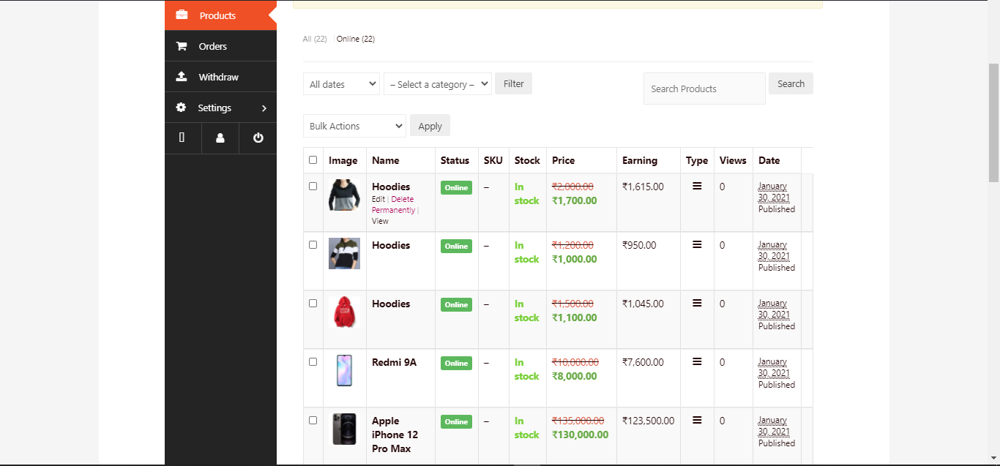 Products
Orders
Withdraw
Settings
All (22) | Online (22)
All dates – Select a category – Filter
Search Products Search
Bulk Actions Apply
Image Name Status SKU Stock Price Earning Type Views Date
Hoodies Online – In ₹2,000.00 ₹1,615.00 0 January
Edit | Delete stock ₹1,700.00 30, 2021
Permanently | Published
View
Hoodies Online – In ₹1,200.00 ₹950.00 0 January
stock ₹1,000.00 30, 2021
Published
Hoodies Online – In ₹1,500.00 ₹1,045.00 0 January
stock ₹1,100.00 30, 2021
Published
Redmi 9A Online – In ₹10,000.00 ₹7,600.00 0 January
stock ₹8,000.00 30, 2021
Published
Apple Online – In ₹135,000.00 ₹123,500.00 0 January
iPhone 12 stock ₹130,000.00 30, 2021
Pro Max Published